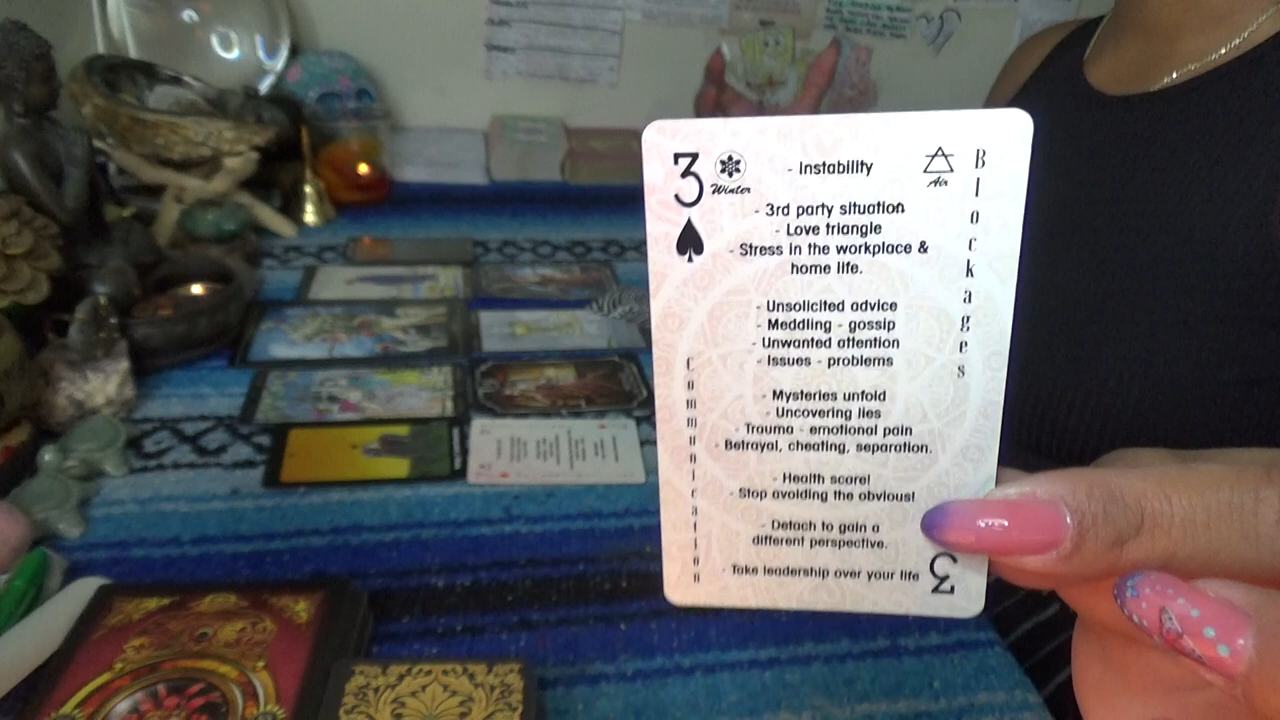 3
Winter
- Instability
Air
Blockages
- 3rd party situation
- Love triangle
- Stress in the workplace &
home life.
- Unsolicited advice
- Meddling - gossip
- Unwanted attention
- Issues - problems
Communication
- Mysteries unfold
- Uncovering lies
- Trauma - emotional pain
- Betrayal, cheating, separation.
- Health scare!
- Stop avoiding the obvious!
- Detach to gain a
different perspective.
- Take leadership over your life
3